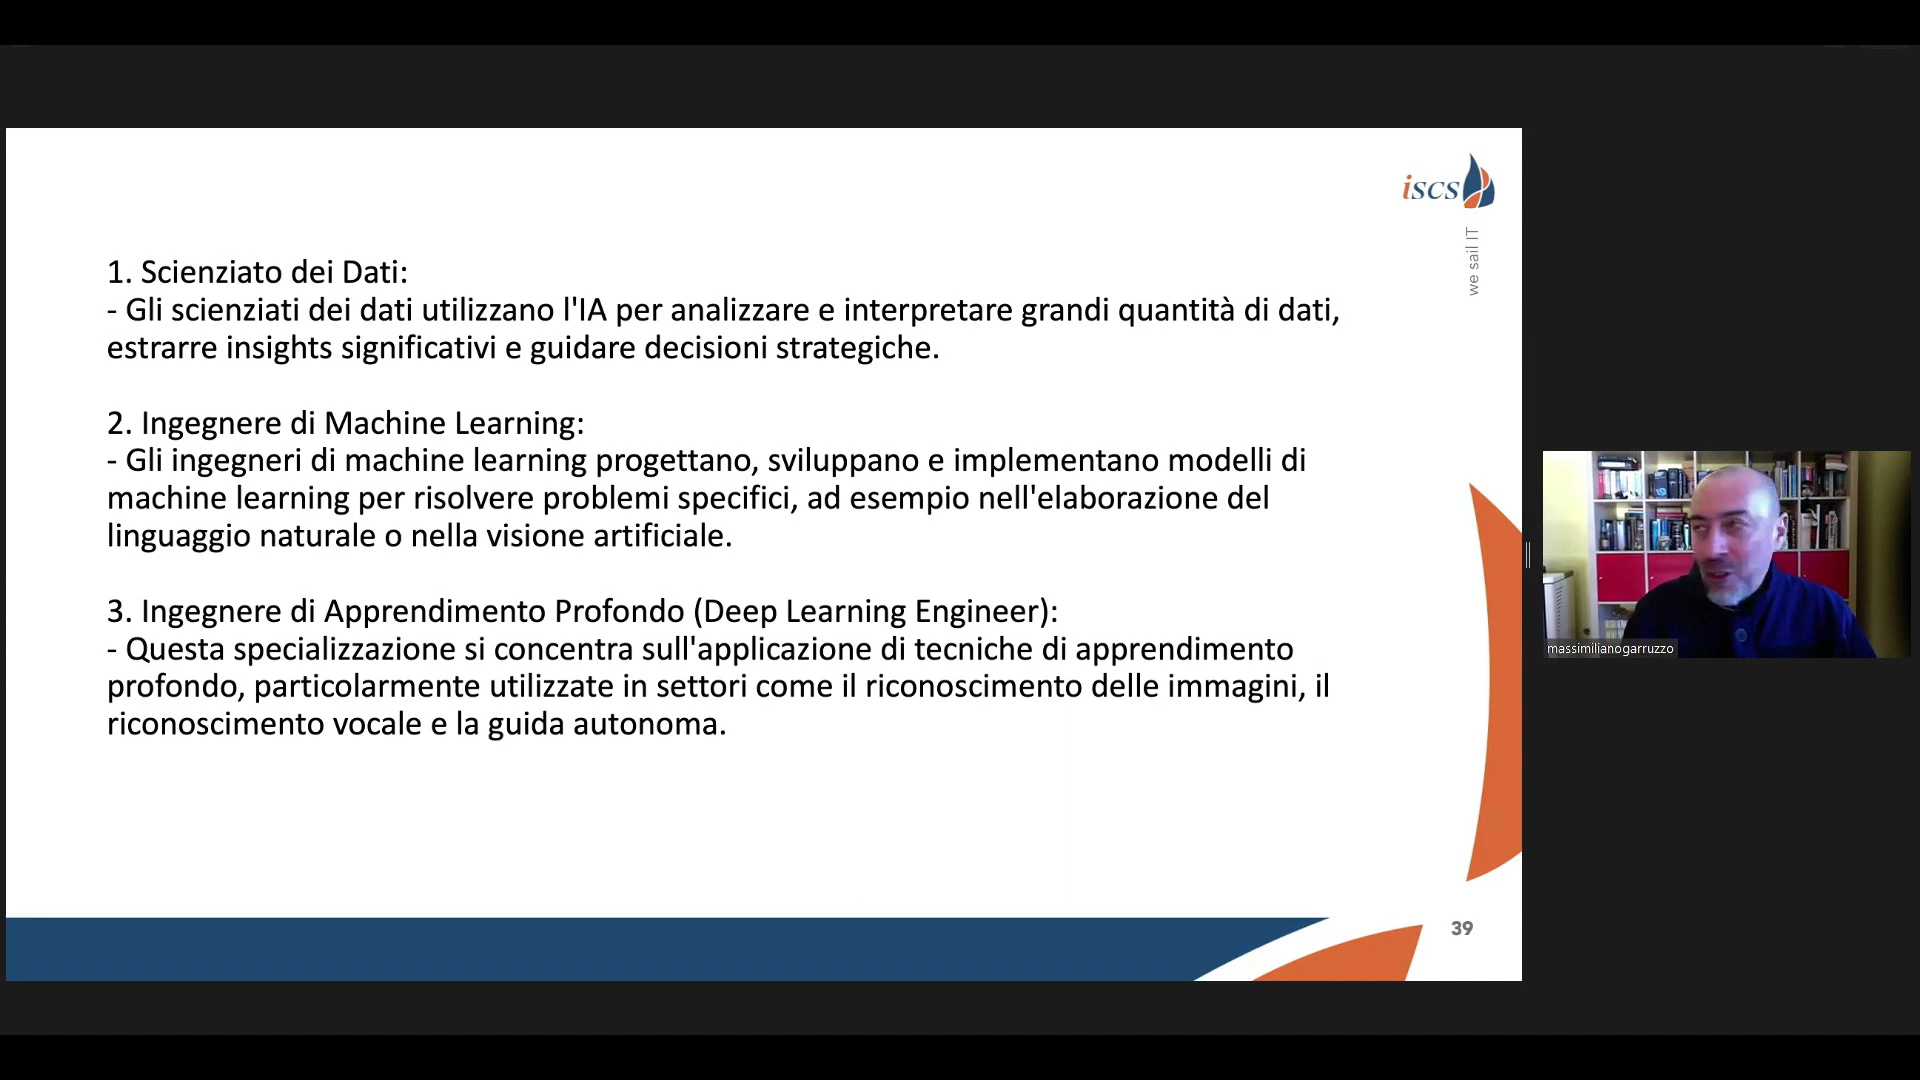 iscs
we sail IT
1. Scienziato dei Dati:
- Gli scienziati dei dati utilizzano l'IA per analizzare e interpretare grandi quantità di dati,
estrarre insights significativi e guidare decisioni strategiche.
2. Ingegnere di Machine Learning:
- Gli ingegneri di machine learning progettano, sviluppano e implementano modelli di
machine learning per risolvere problemi specifici, ad esempio nell'elaborazione del
linguaggio naturale o nella visione artificiale.
3. Ingegnere di Apprendimento Profondo (Deep Learning Engineer):
- Questa specializzazione si concentra sull'applicazione di tecniche di apprendimento
profondo, particolarmente utilizzate in settori come il riconoscimento delle immagini, il
riconoscimento vocale e la guida autonoma.
39
massimilianogarruzzo